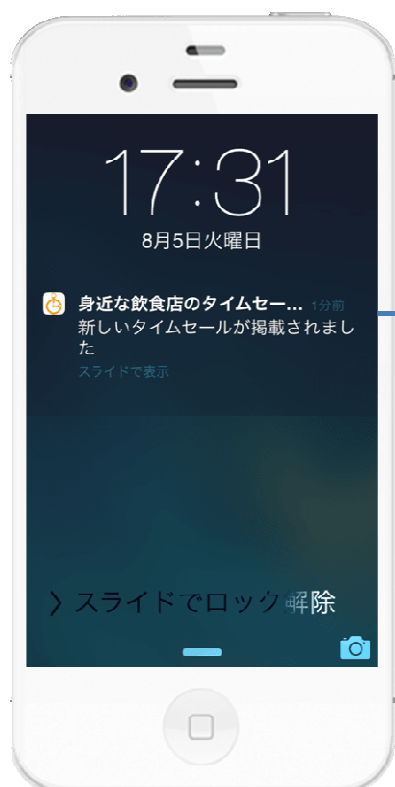 17:31
8月5日火曜日
身近な飲食店のタイムセー... 1分前
新しいタイムセールが掲載されまし
た
スライドで表示
> スライドでロック解除